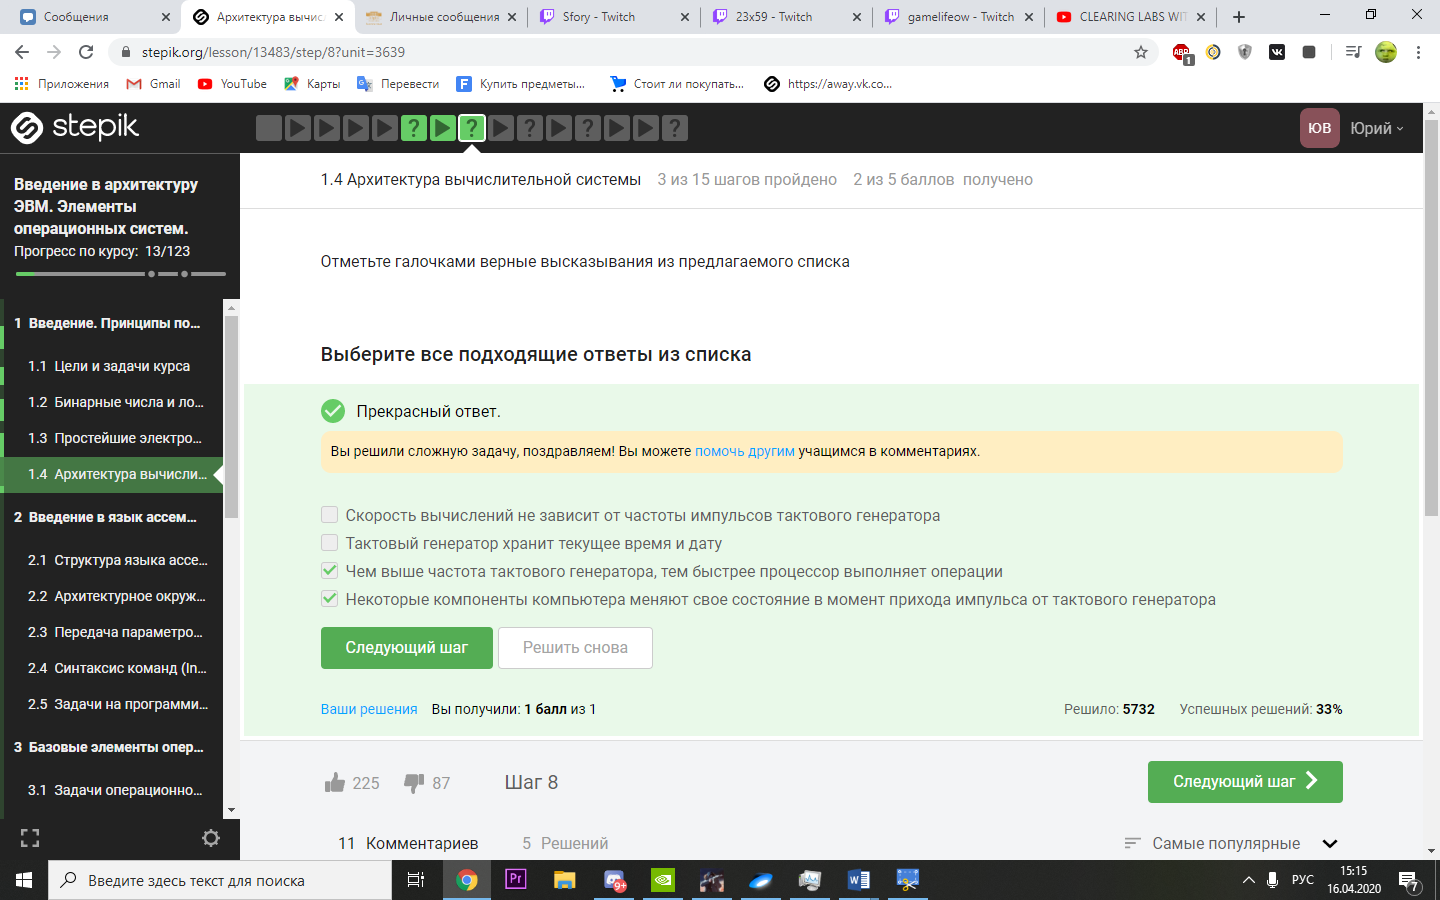 Сообщения
Архитектура вычис
Личные сообщения
Sfory - Twitch
23x59 - Twitch
gamelifeow - Twitch
CLEARING LABS WIT
stepik.org/lesson/13483/step/8?unit=3639
ABP
1
Приложения
Gmail
YouTube
Карты
Перевести
Купить предметы...
Стоит ли покупать...
https://away.vk.co...
stepik
ЮВ
Юрий
Введение в архитектуру
ЭВМ. Элементы
операционных систем.
Прогресс по курсу: 13/123
1 Введение. Принципы по...
1.1 Цели и задачи курса
1.2 Бинарные числа и ло...
1.3 Простейшие электро...
1.4 Архитектура вычисли...
2 Введение в язык ассем...
2.1 Структура языка ассе...
2.2 Архитектурное окруж...
2.3 Передача параметро...
2.4 Синтаксис команд (In...
2.5 Задачи на программи...
3 Базовые элементы опер...
3.1 Задачи операционно...
1.4 Архитектура вычислительной системы 3 из 15 шагов пройдено 2 из 5 баллов получено
Отметьте галочками верные высказывания из предлагаемого списка
Выберите все подходящие ответы из списка
Прекрасный ответ.
Вы решили сложную задачу, поздравляем! Вы можете помочь другим учащимся в комментариях.
Скорость вычислений не зависит от частоты импульсов тактового генератора
Тактовый генератор хранит текущее время и дату
Чем выше частота тактового генератора, тем быстрее процессор выполняет операции
Некоторые компоненты компьютера меняют свое состояние в момент прихода импульса от тактового генератора
Следующий шаг
Решить снова
Ваши решения Вы получили: 1 балл из 1
Решило: 5732 Успешных решений: 33%
225
87
Шаг 8
Следующий шаг
11 Комментариев
5 Решений
Самые популярные
Введите здесь текст для поиска
Pr
9+
РУС
15:15
16.04.2020
7